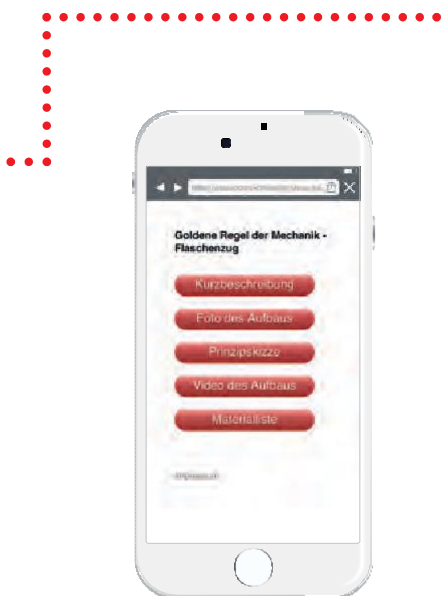 Goldene Regel der Mechanik -
Flaschenzug
Kurzbeschreibung
Foto des Aufbaus
Prinzipskizze
Video des Aufbaus
Materialliste